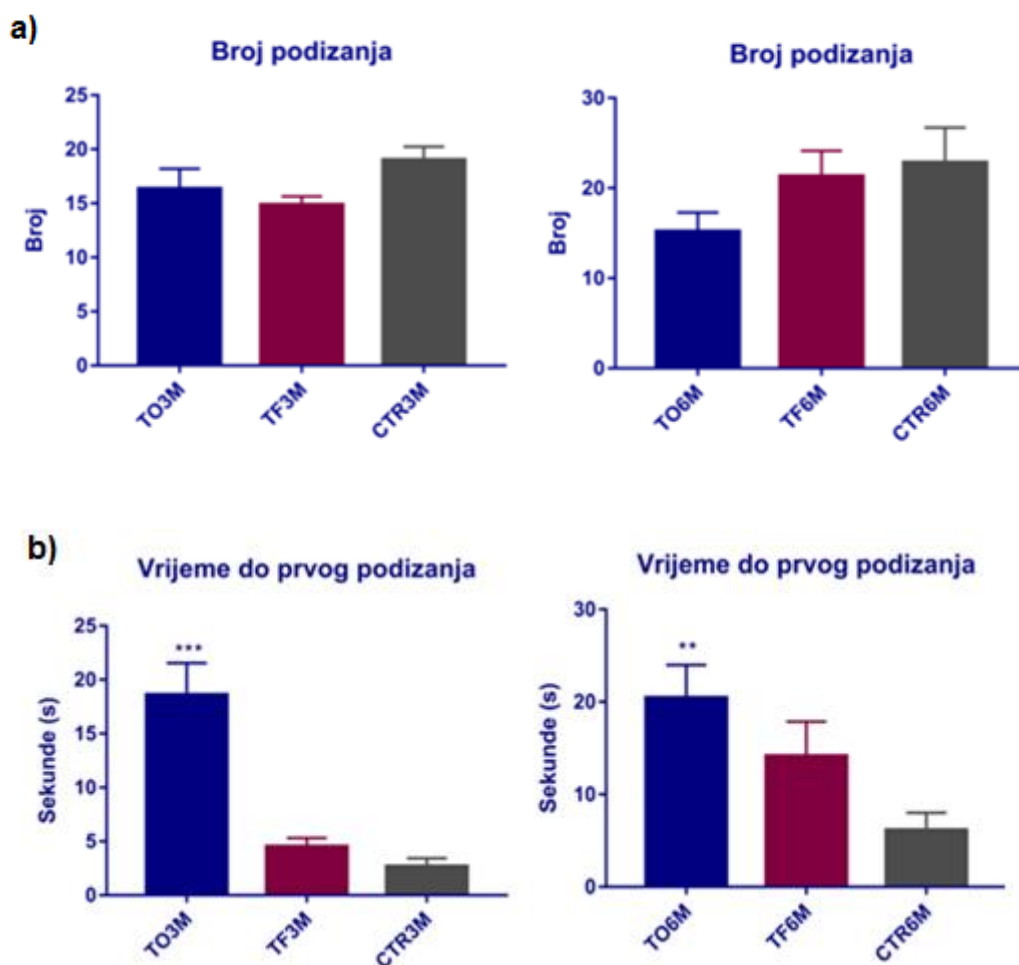 a)
Broj podizanja
Broj
25
20
15
10
5
0
TO3M
TF3M
CTR3M
Broj podizanja
Broj
30
20
10
0
TO6M
TF6M
CTR6M
b)
Vrijeme do prvog podizanja
Sekunde (s)
25
20
15
10
5
0
***
TO3M
TF3M
CTR3M
Vrijeme do prvog podizanja
Sekunde (s)
30
20
10
0
**
TO6M
TF6M
CTR6M